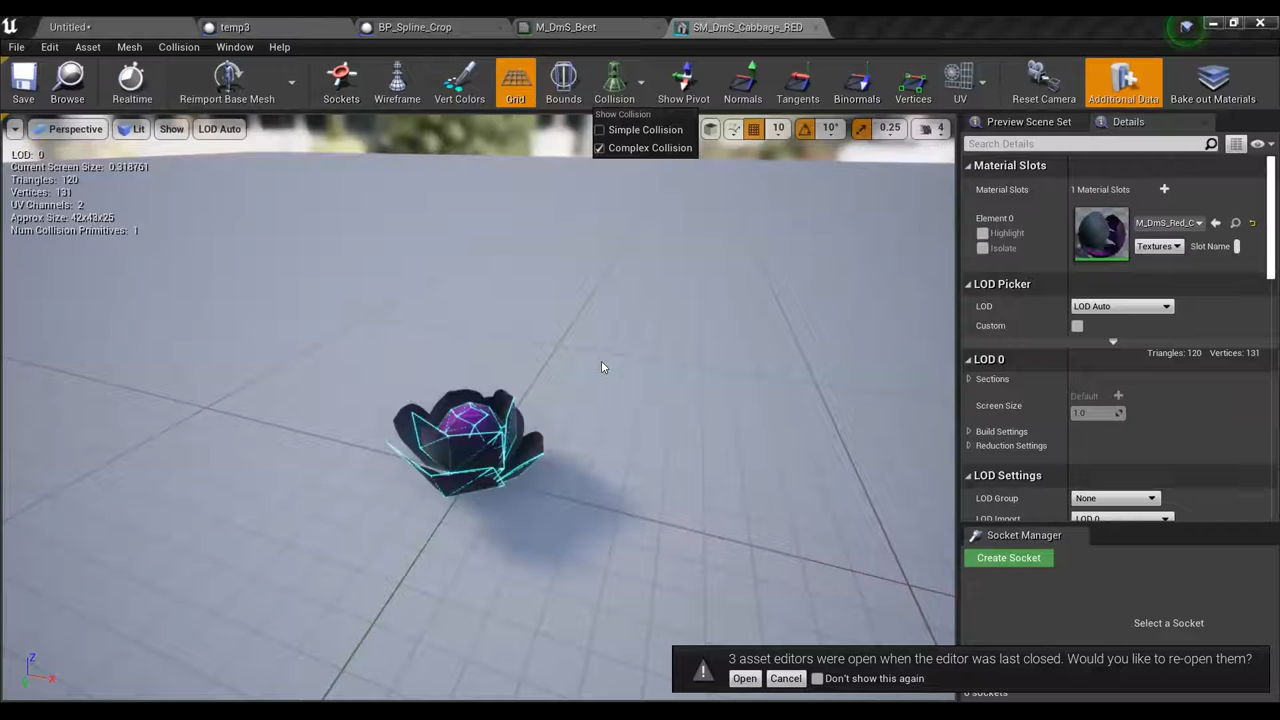 Untitled*
temp3
BP_Spline_Crop
M_DmS_Beet
SM_DmS_Cabbage_RED
File Edit Asset Mesh Collision Window Help
Save Browse Realtime Reimport Base Mesh Sockets Wireframe Vert Colors Grid Bounds Collision Show Pivot Normals Tangents Binormals Vertices UV Reset Camera Additional Data Bake out Materials
Show Collision
Simple Collision
Complex Collision
Perspective Lit Show LOD Auto
10 10° 0.25 4
LOD: 0
Current Screen Size: 0.318761
Triangles: 120
Vertices: 131
UV Channels: 2
Approx Size: 42x43x25
Num Collision Primitives: 1
Preview Scene Set Details
Search Details
Material Slots
Material Slots 1 Material Slots
Element 0
Highlight
Isolate
M_DmS_Red_C
Textures Slot Name
LOD Picker
LOD LOD Auto
Custom
Triangles: 120 Vertices: 131
LOD 0
Sections
Screen Size
Default
1.0
Build Settings
Reduction Settings
LOD Settings
LOD Group None
LOD Import LOD 0
Socket Manager
Create Socket
Select a Socket
0 sockets
3 asset editors were open when the editor was last closed. Would you like to re-open them?
Open Cancel Don't show this again
Z
X